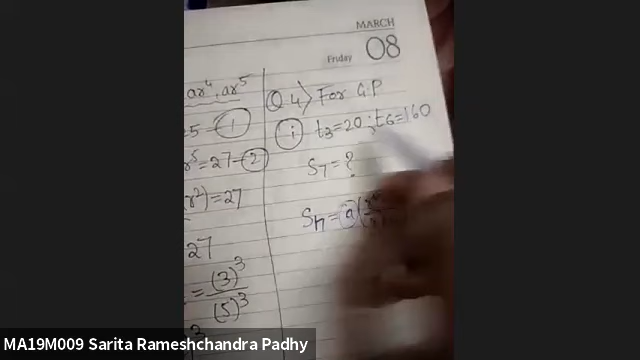 MARCH
Friday 08
ar⁴, ar⁵
Q4) For G.P
5 = ①
(i) t₃=20; t₆=160
r⁵ = 27 - ②
S₇ = ?
r²) = 27
Sₙ = a(
27
= (3)³
(5)³
MA19M009 Sarita Rameshchandra Padhy